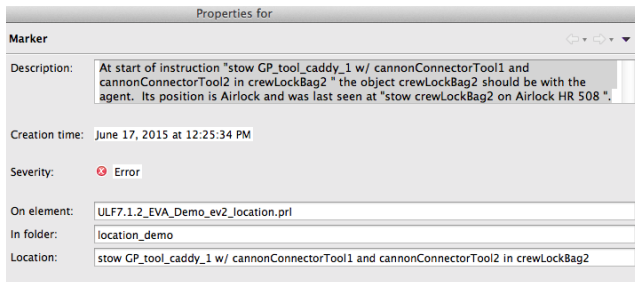 Properties for
Marker
Description: At start of instruction "stow GP_tool_caddy_1 w/ cannonConnectorTool1 and
cannonConnectorTool2 in crewLockBag2 " the object crewLockBag2 should be with the
agent.  Its position is Airlock and was last seen at "stow crewLockBag2 on Airlock HR 508 ".
Creation time: June 17, 2015 at 12:25:34 PM
Severity: Error
On element: ULF7.1.2_EVA_Demo_ev2_location.prl
In folder: location_demo
Location: stow GP_tool_caddy_1 w/ cannonConnectorTool1 and cannonConnectorTool2 in crewLockBag2